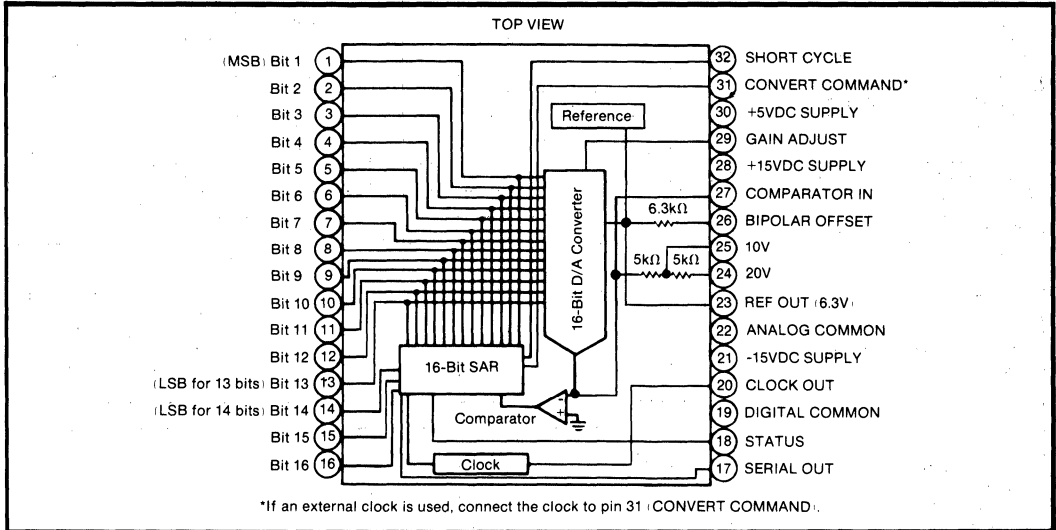 TOP VIEW
(MSB) Bit 1 1
Bit 2 2
Bit 3 3
Bit 4 4
Bit 5 5
Bit 6 6
Bit 7 7
Bit 8 8
Bit 9 9
Bit 10 10
Bit 11 11
Bit 12 12
(LSB for 13 bits) Bit 13 13
(LSB for 14 bits) Bit 14 14
Bit 15 15
Bit 16 16
Reference
16-Bit D/A Converter
6.3kΩ
5kΩ 5kΩ
16-Bit SAR
Comparator
-
+
Clock
32 SHORT CYCLE
31 CONVERT COMMAND*
30 +5VDC SUPPLY
29 GAIN ADJUST
28 +15VDC SUPPLY
27 COMPARATOR IN
26 BIPOLAR OFFSET
25 10V
24 20V
23 REF OUT (6.3V)
22 ANALOG COMMON
21 -15VDC SUPPLY
20 CLOCK OUT
19 DIGITAL COMMON
18 STATUS
17 SERIAL OUT
*If an external clock is used, connect the clock to pin 31 (CONVERT COMMAND).